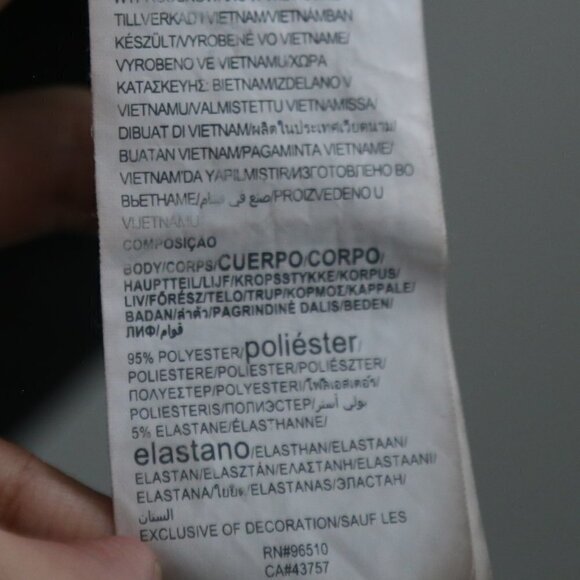 TILLVERKAD I VIETNAM/VIETNÁMBAN
KÉSZÜLT/VYROBENÉ VO VIETNAME/
VYROBENO VE VIETNAMU/ΧΩΡΑ
ΚΑΤΑΣΚΕΥΗΣ: ΒΙΕΤΝΑΜ/IZDELANO V
VIETNAMU/VALMISTETTU VIETNAMISSA/
DIBUAT DI VIETNAM/ผลิตในประเทศเวียดนาม/
BUATAN VIETNAM/PAGAMINTA VIETNAME/
VIETNAM'DA YAPILMIŞTIR/ИЗГОТОВЛЕНО ВО
ВЬЕТНАМЕ/صنع في فيتنام/PROIZVEDENO U
VIJETNAMU
COMPOSIÇÃO
BODY/CORPS/CUERPO/CORPO/
HAUPTTEIL/LIJF/KROPSSTYKKE/KORPUS/
LIV/FŐRÉSZ/TELO/TRUP/ΚΟΡΜΟΣ/KAPPALE/
BADAN/ลำตัว/PAGRINDINĖ DALIS/BEDEN/
ЛИФ/قوام/
95% POLYESTER/poliéster/
POLIESTERE/POLIESTER/POLIÉSZTER/
ΠΟΛΥΕΣΤΕΡ/POLYESTERI/โพลีเอสเตอร์/
POLIESTERIS/ПОЛИЭСТЕР/بولي أستر/
5% ELASTANE/ÉLASTHANNE/
elastano/ELASTHAN/ELASTAAN/
ELASTAN/ELASZTÁN/ΕΛΑΣΤΑΝΗ/ELASTAANI/
ELASTANA/ใยยืด/ELASTANAS/ЭЛАСТАН/
الستان
EXCLUSIVE OF DECORATION/SAUF LES
RN#96510
CA#43757